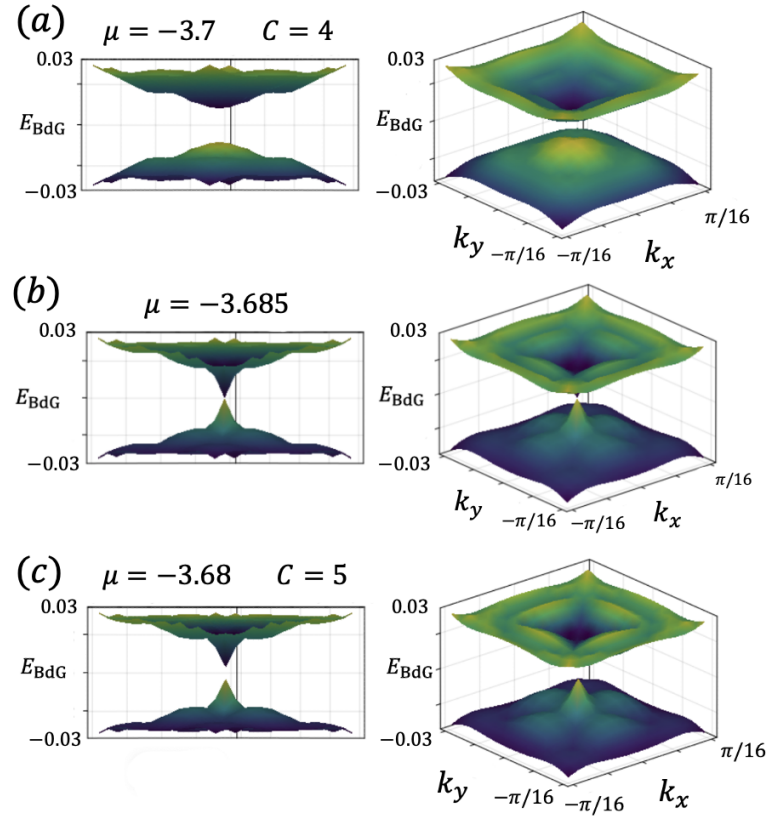 (a) μ = −3.7 C = 4
0.03
E_BdG
−0.03
0.03
E_BdG
−0.03
k_y
−π/16
−π/16
k_x
π/16
(b) μ = −3.685
0.03
E_BdG
−0.03
0.03
E_BdG
−0.03
k_y
−π/16
−π/16
k_x
π/16
(c) μ = −3.68 C = 5
0.03
E_BdG
−0.03
0.03
E_BdG
−0.03
k_y
−π/16
−π/16
k_x
π/16